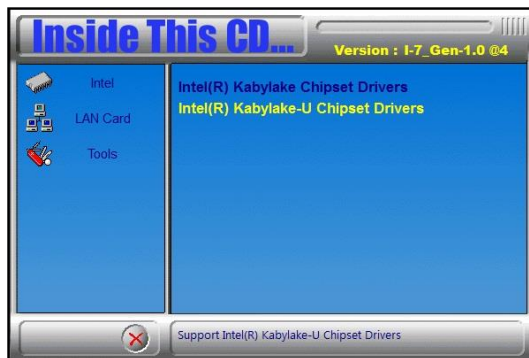 Inside This CD...
Version : I-7_Gen-1.0 @4
Intel
LAN Card
Tools
Intel(R) Kabylake Chipset Drivers
Intel(R) Kabylake-U Chipset Drivers
Support Intel(R) Kabylake-U Chipset Drivers